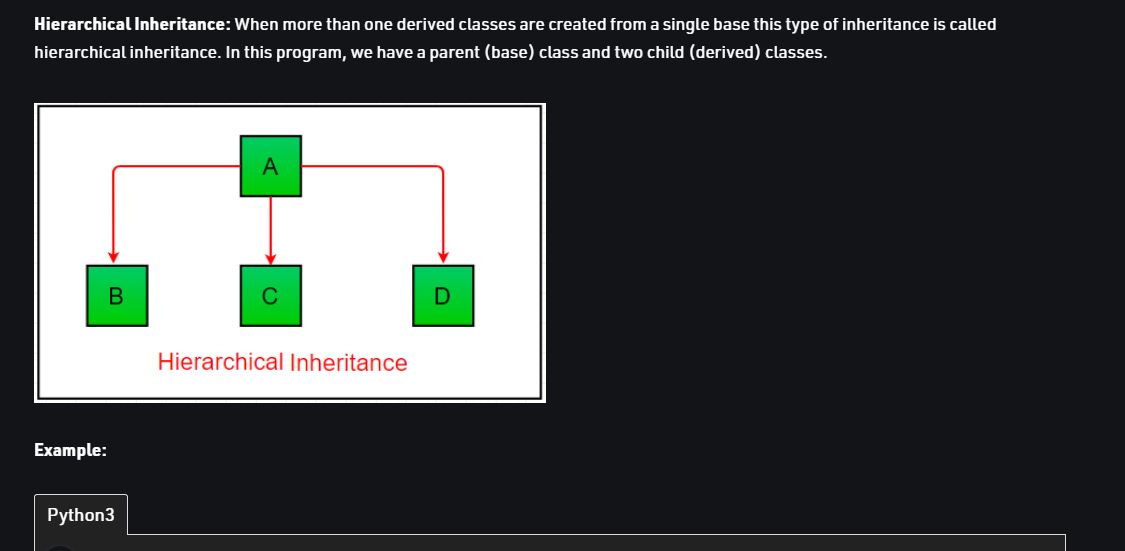 Hierarchical Inheritance: When more than one derived classes are created from a single base this type of inheritance is called
hierarchical inheritance. In this program, we have a parent (base) class and two child (derived) classes.
A
B
C
D
Hierarchical Inheritance
Example:
Python3